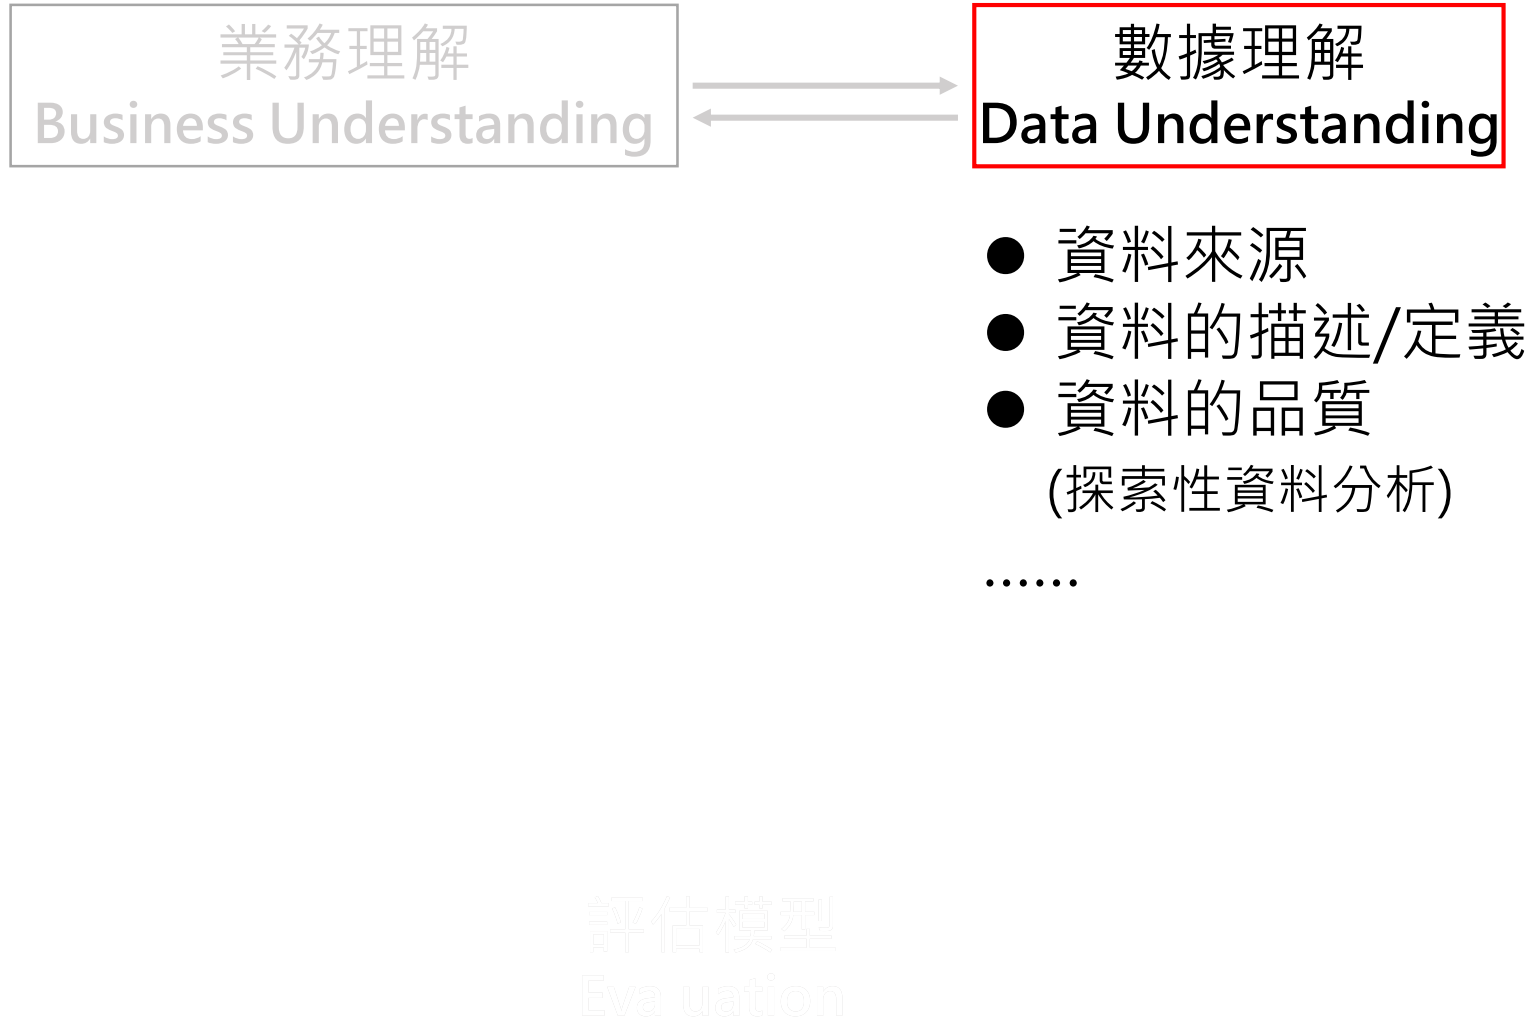 業務理解
Business Understanding
數據理解
Data Understanding
● 資料來源
● 資料的描述/定義
● 資料的品質
(探索性資料分析)
......
評估模型
Eva uation